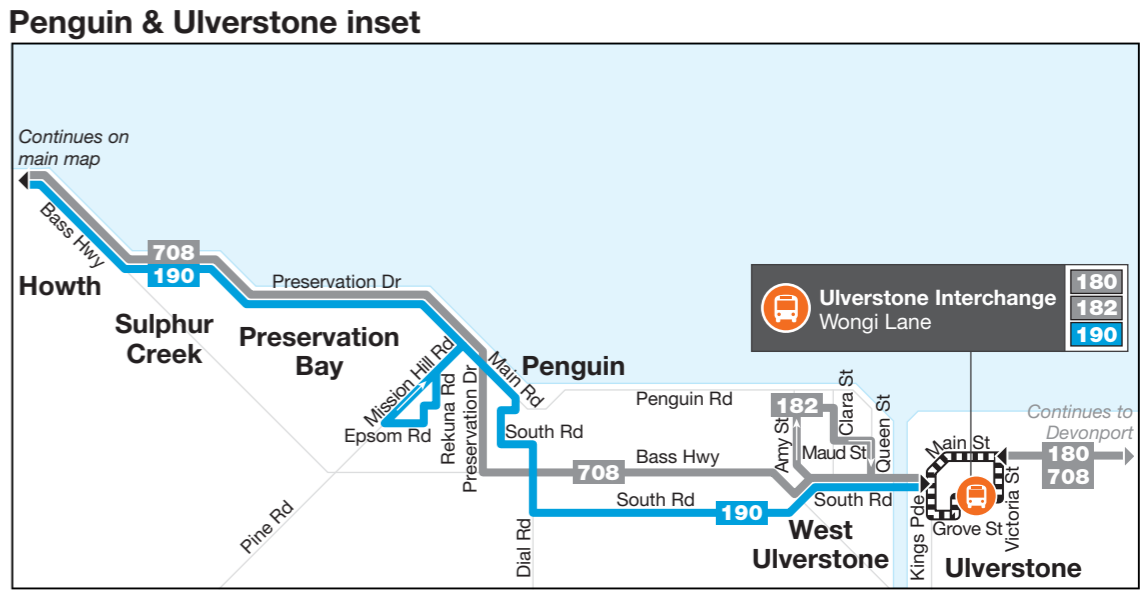 Penguin & Ulverstone inset
Continues on
main map
Bass Hwy
Howth
708
190
Sulphur
Creek
Preservation Dr
Preservation
Bay
Mission Hill Rd
Epsom Rd
Rekuna Rd
Preservation Dr
Main Rd
Penguin
South Rd
Pine Rd
Dial Rd
708
Bass Hwy
South Rd
190
Penguin Rd
182
Amy St
Clara St
Maud St
Queen St
South Rd
West
Ulverstone
Ulverstone Interchange
Wongi Lane
180
182
190
Kings Pde
Main St
Grove St
Victoria St
Ulverstone
Continues to
Devonport
180
708